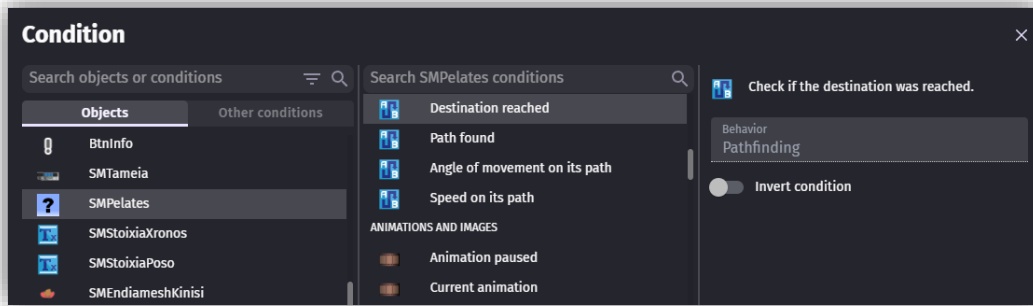 Condition
Search objects or conditions
Objects
Other conditions
BtnInfo
SMTameia
SMPelates
SMStoixiaXronos
SMStoixiaPoso
SMEndiameshKinisi
Search SMPelates conditions
Destination reached
Path found
Angle of movement on its path
Speed on its path
ANIMATIONS AND IMAGES
Animation paused
Current animation
Check if the destination was reached.
Behavior
Pathfinding
Invert condition